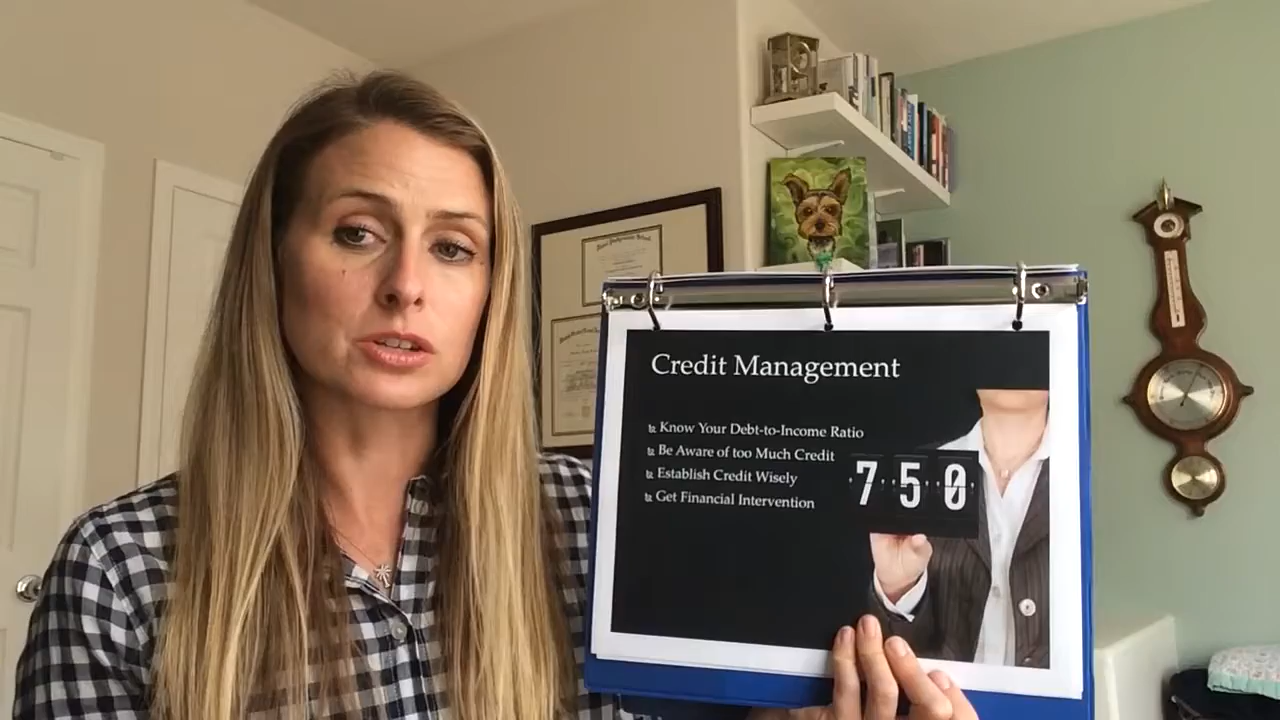 Credit Management
Know Your Debt-to-Income Ratio
Be Aware of too Much Credit
Establish Credit Wisely
Get Financial Intervention
750